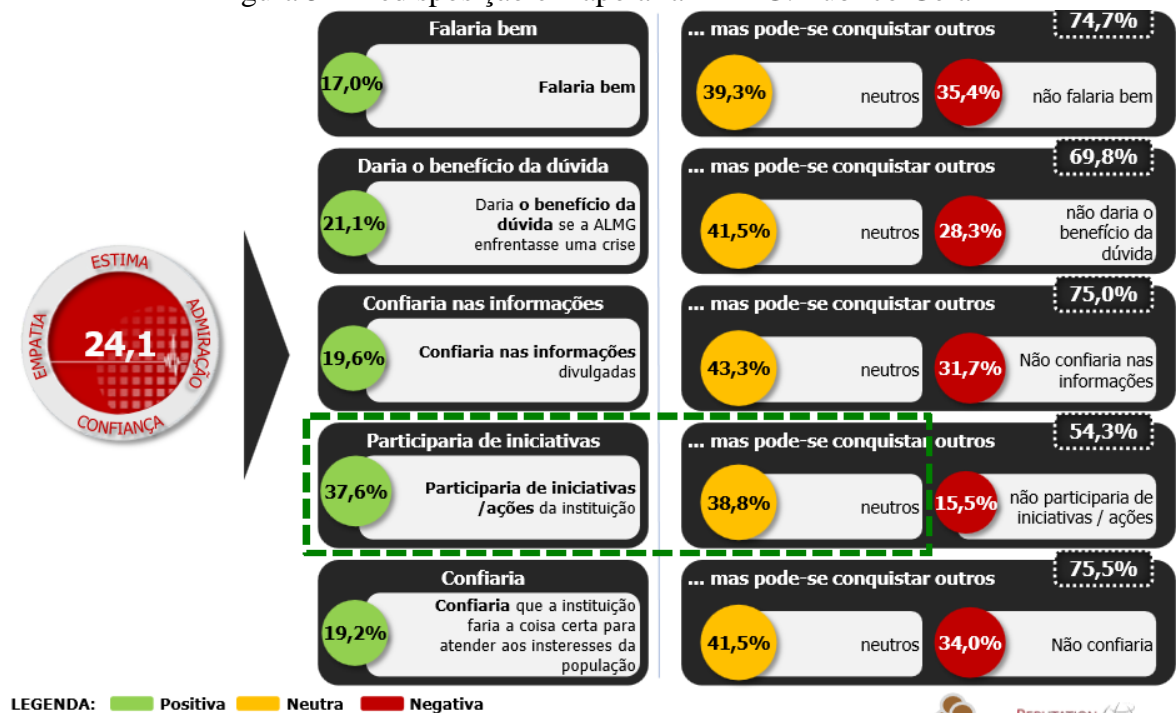 Falaria bem
17,0%
Falaria bem
... mas pode-se conquistar outros
74,7%
39,3%
neutros
35,4%
não falaria bem
Daria o benefício da dúvida
21,1%
Daria o benefício da
dúvida se a ALMG
enfrentasse uma crise
... mas pode-se conquistar outros
69,8%
41,5%
neutros
28,3%
não daria o
benefício da
dúvida
ESTIMA
ADMIRAÇÃO
CONFIANÇA
EMPATIA
24,1
Confiaria nas informações
19,6%
Confiaria nas informações
divulgadas
... mas pode-se conquistar outros
75,0%
43,3%
neutros
31,7%
Não confiaria nas
informações
Participaria de iniciativas
37,6%
Participaria de iniciativas
/ações da instituição
... mas pode-se conquistar outros
54,3%
38,8%
neutros
15,5%
não participaria de
iniciativas / ações
Confiaria
19,2%
Confiaria que a instituição
faria a coisa certa para
atender aos insteresses da
população
... mas pode-se conquistar outros
75,5%
41,5%
neutros
34,0%
Não confiaria
LEGENDA: Positiva Neutra Negativa